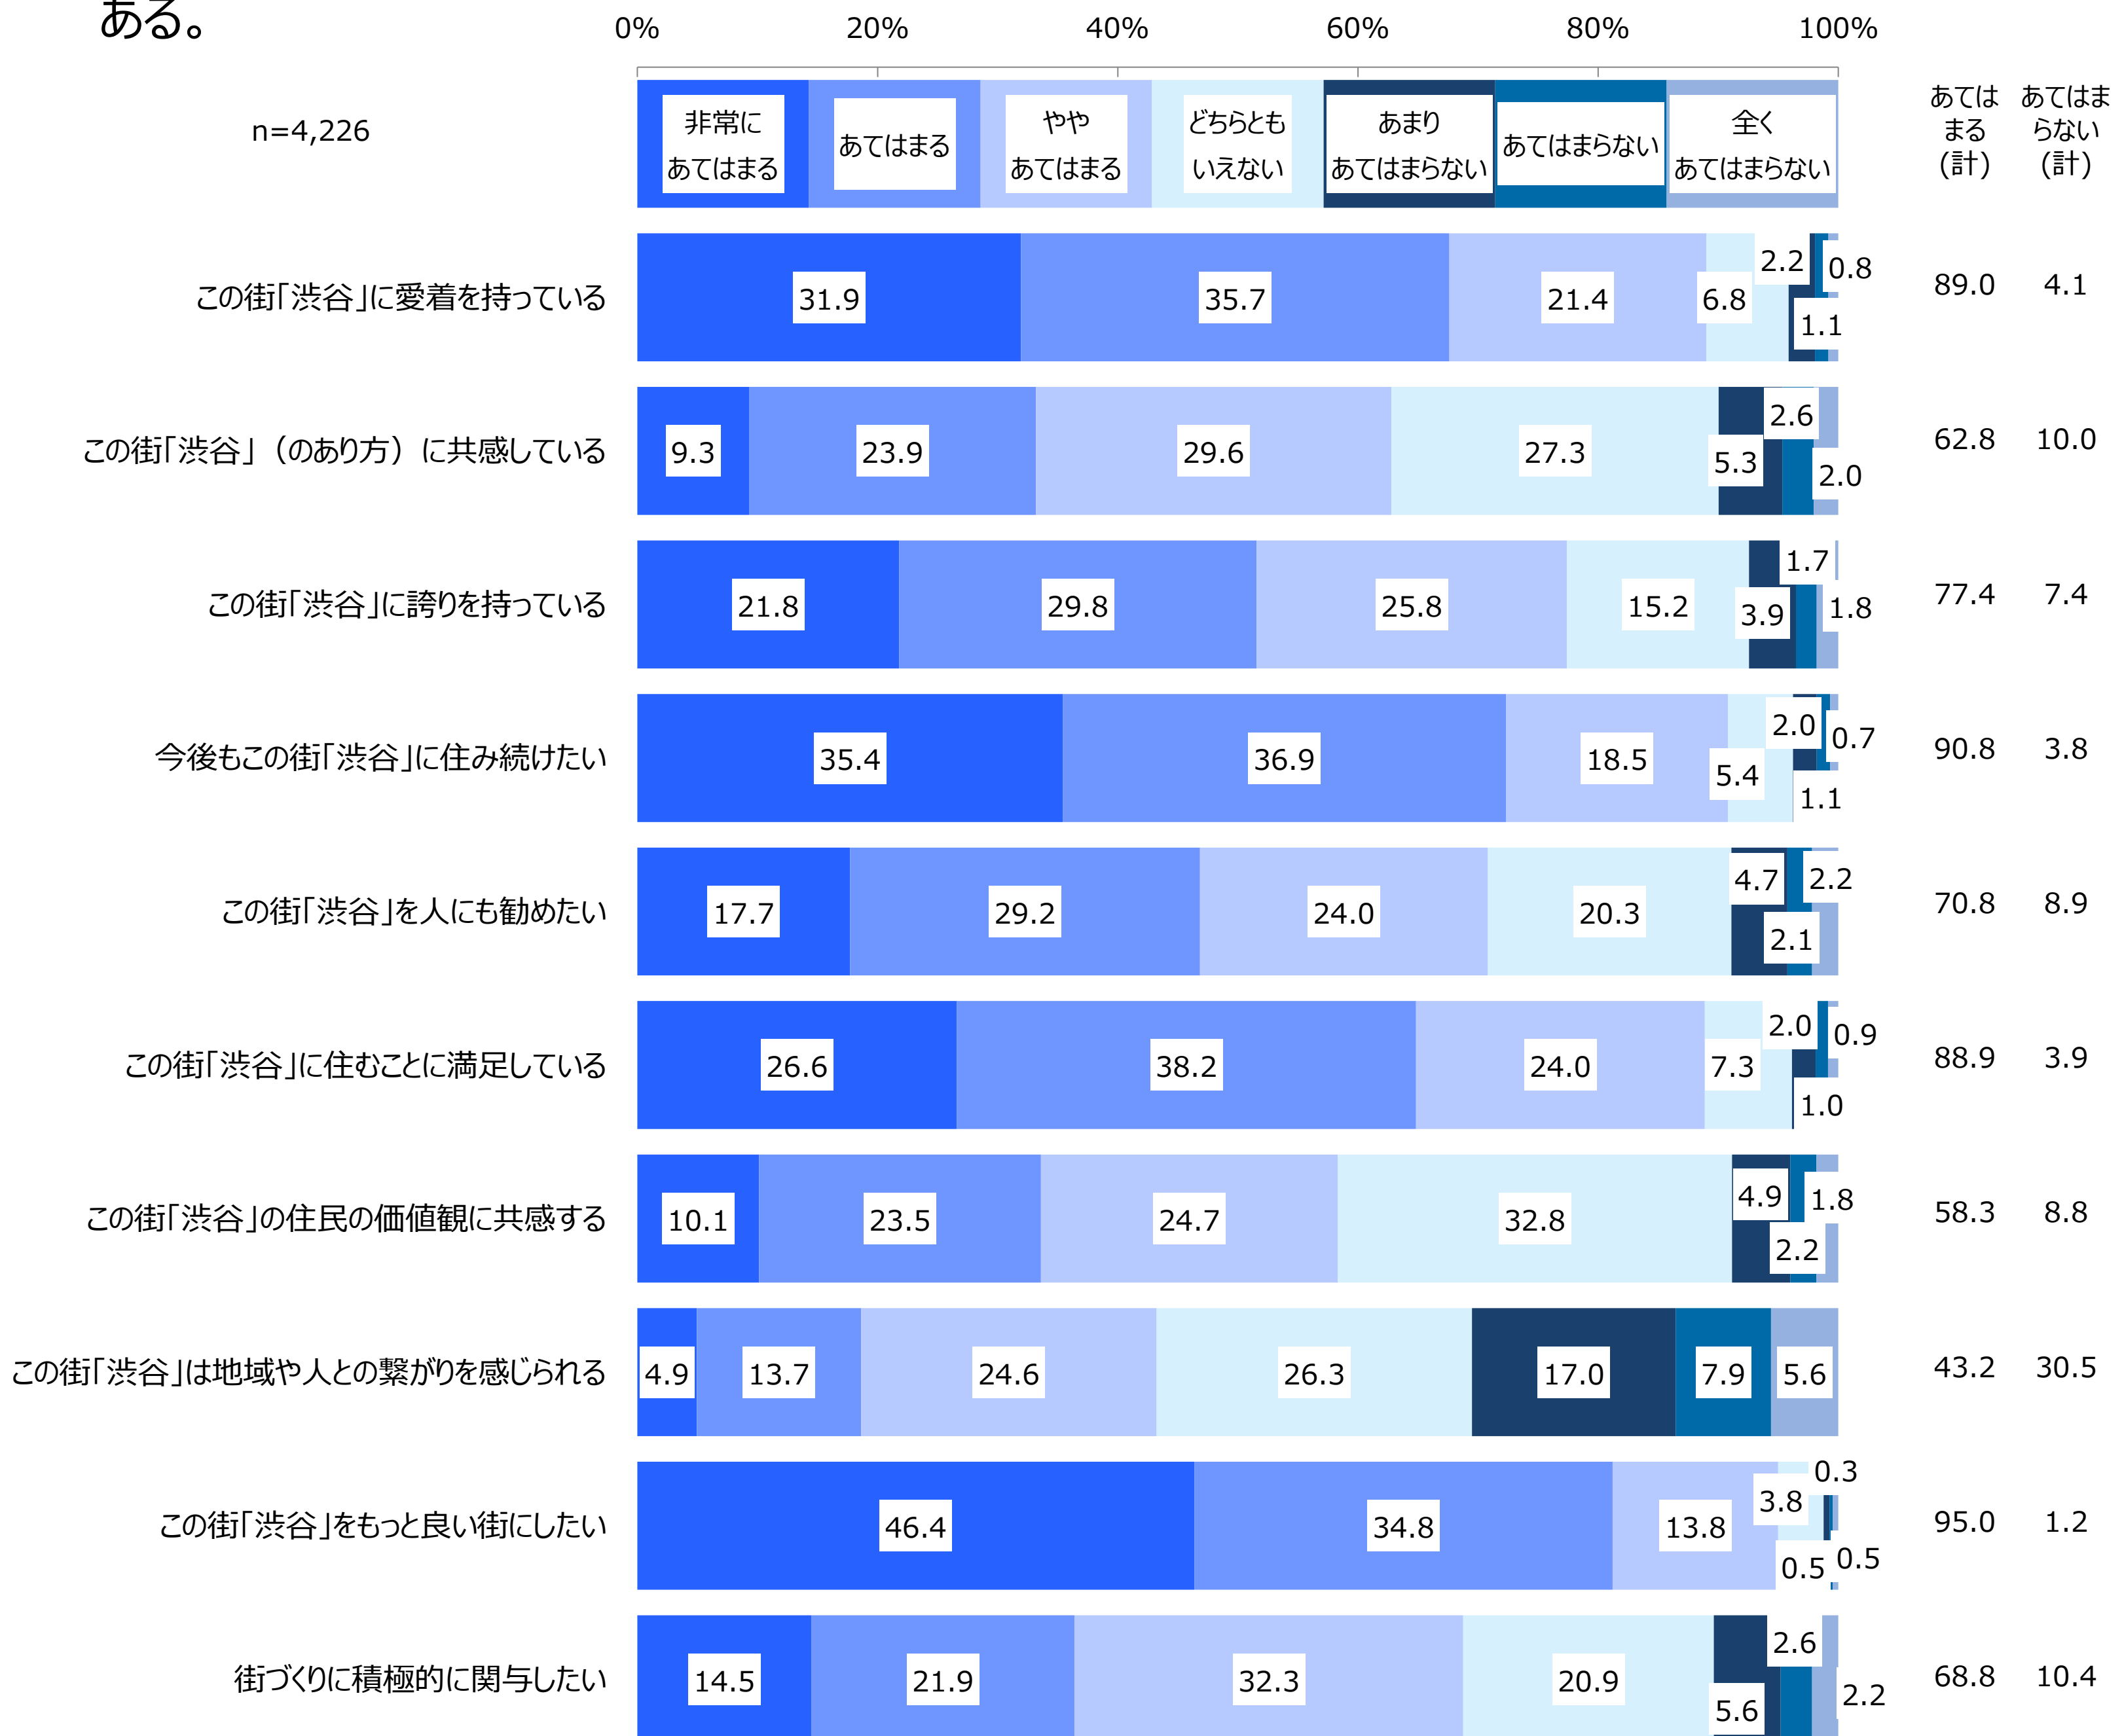 ある。
0% 20% 40% 60% 80% 100%
n=4,226
非常に
あてはまる
あてはまる
やや
あてはまる
どちらとも
いえない
あまり
あてはまらない
あてはまらない
全く
あてはまらない
あては
まる
(計)
あてはま
らない
(計)
この街「渋谷」に愛着を持っている 31.9 35.7 21.4 6.8 2.2 1.1 0.8 89.0 4.1
この街「渋谷」（のあり方）に共感している 9.3 23.9 29.6 27.3 5.3 2.6 2.0 62.8 10.0
この街「渋谷」に誇りを持っている 21.8 29.8 25.8 15.2 3.9 1.7 1.8 77.4 7.4
今後もこの街「渋谷」に住み続けたい 35.4 36.9 18.5 5.4 2.0 1.1 0.7 90.8 3.8
この街「渋谷」を人にも勧めたい 17.7 29.2 24.0 20.3 4.7 2.1 2.2 70.8 8.9
この街「渋谷」に住むことに満足している 26.6 38.2 24.0 7.3 2.0 1.0 0.9 88.9 3.9
この街「渋谷」の住民の価値観に共感する 10.1 23.5 24.7 32.8 4.9 2.2 1.8 58.3 8.8
この街「渋谷」は地域や人との繋がりを感じられる 4.9 13.7 24.6 26.3 17.0 7.9 5.6 43.2 30.5
この街「渋谷」をもっと良い街にしたい 46.4 34.8 13.8 3.8 0.5 0.3 0.5 95.0 1.2
街づくりに積極的に関与したい 14.5 21.9 32.3 20.9 5.6 2.6 2.2 68.8 10.4